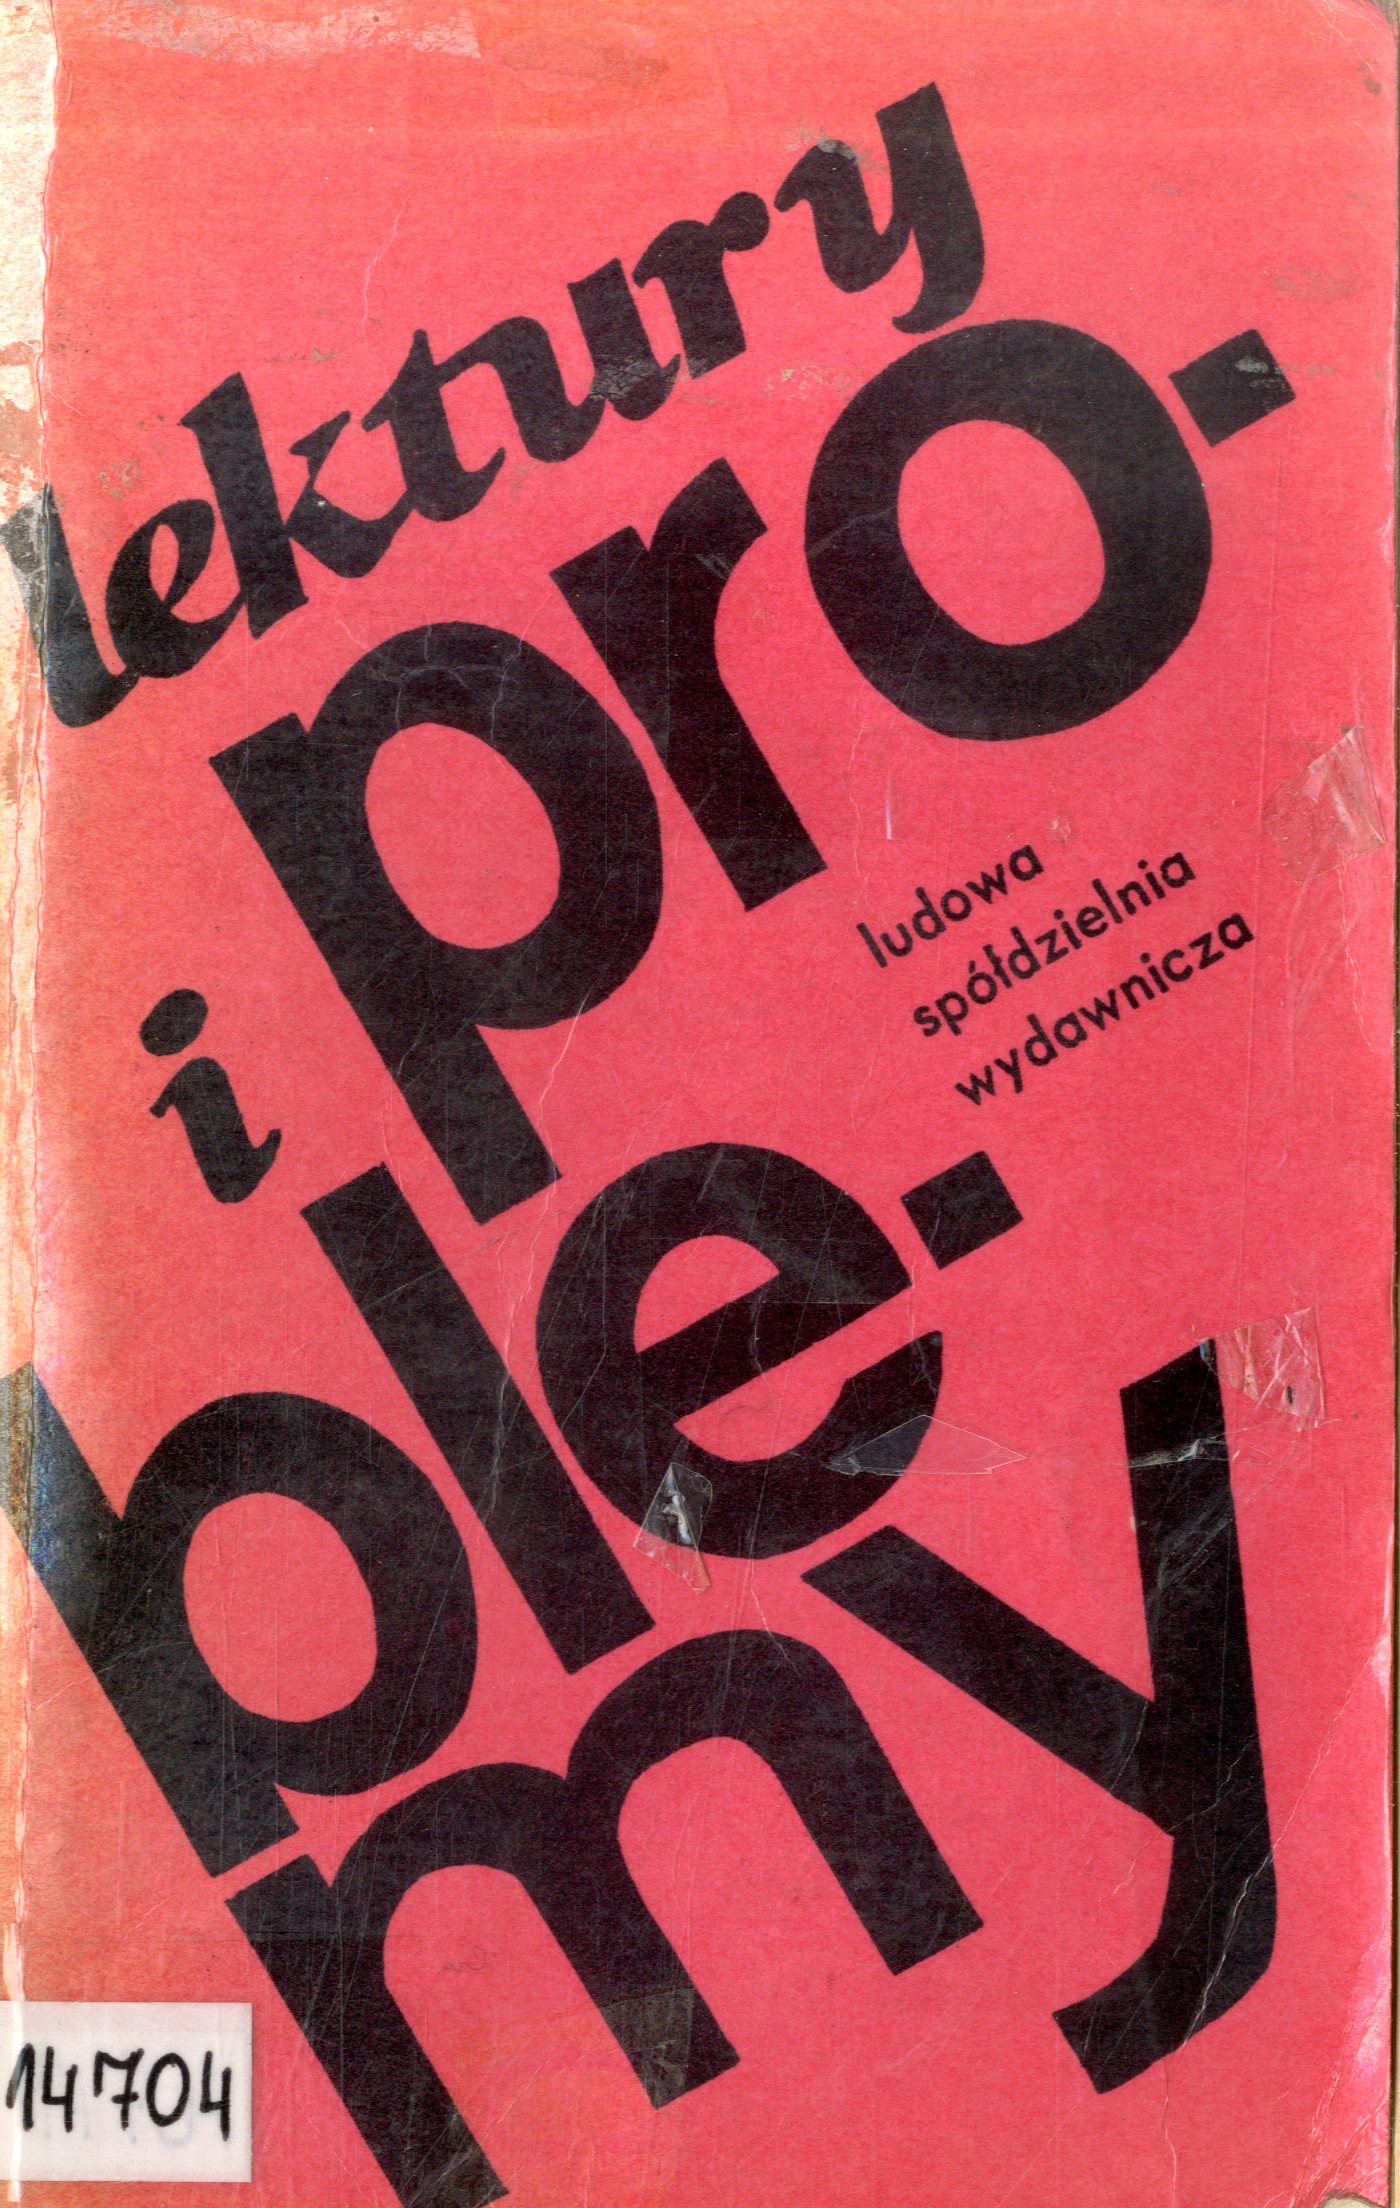 lektury
i pro.
ble.
my
ludowa
spółdzielnia
wydawnicza
14704